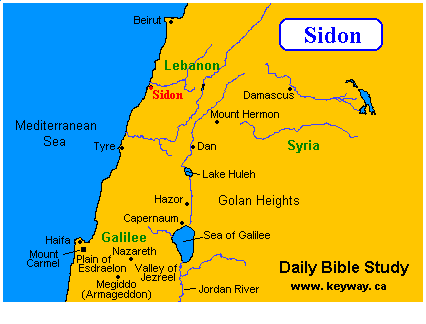 Beirut
Sidon
Lebanon
Sidon
Damascus
Mount Hermon
Mediterranean
Sea
Tyre
Dan
Syria
Lake Huleh
Hazor
Golan Heights
Capernaum
Haifa
Galilee
Sea of Galilee
Mount
Carmel
Nazareth
Plain of
Esdraelon
Valley of
Jezreel
Megiddo
(Armageddon)
Jordan River
Daily Bible Study
www.keyway.ca